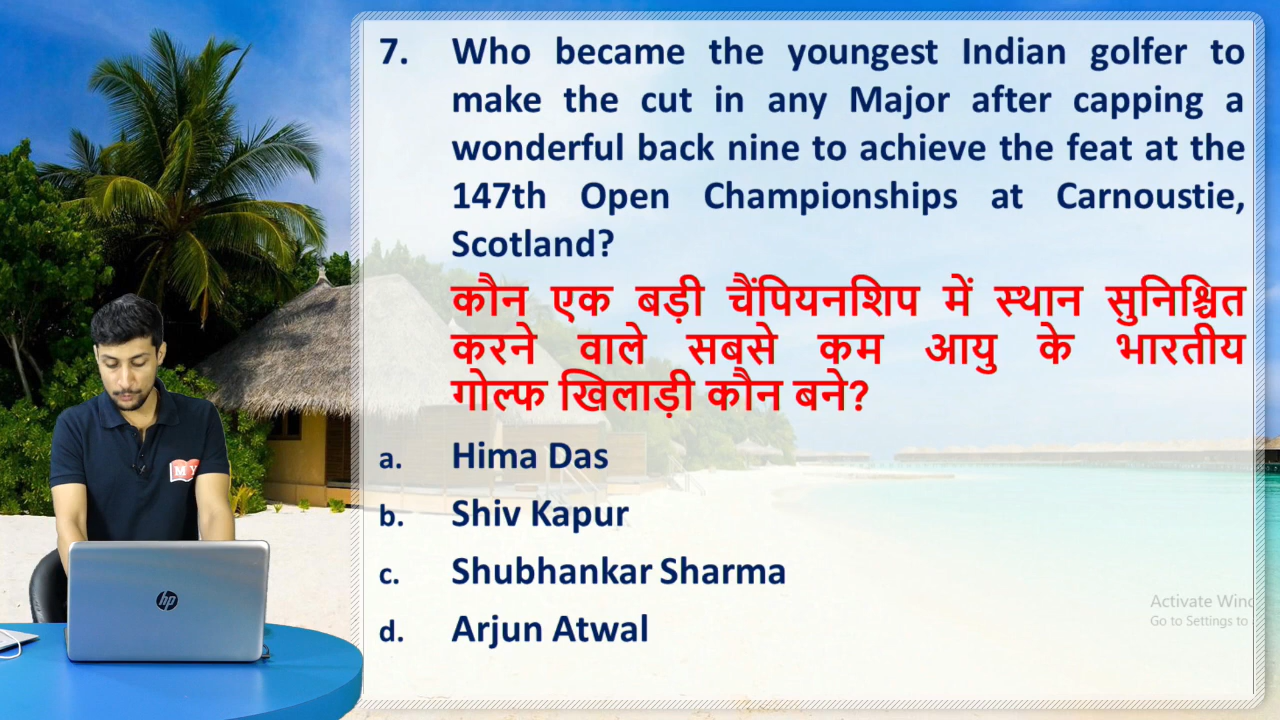 7. Who became the youngest Indian golfer to
make the cut in any Major after capping a
wonderful back nine to achieve the feat at the
147th Open Championships at Carnoustie,
Scotland?
कौन एक बड़ी चैंपियनशिप में स्थान सुनिश्चित
करने वाले सबसे कम आयु के भारतीय
गोल्फ खिलाड़ी कौन बने?
a. Hima Das
b. Shiv Kapur
c. Shubhankar Sharma
d. Arjun Atwal
Activate Wind
Go to Settings to
M Y
hp